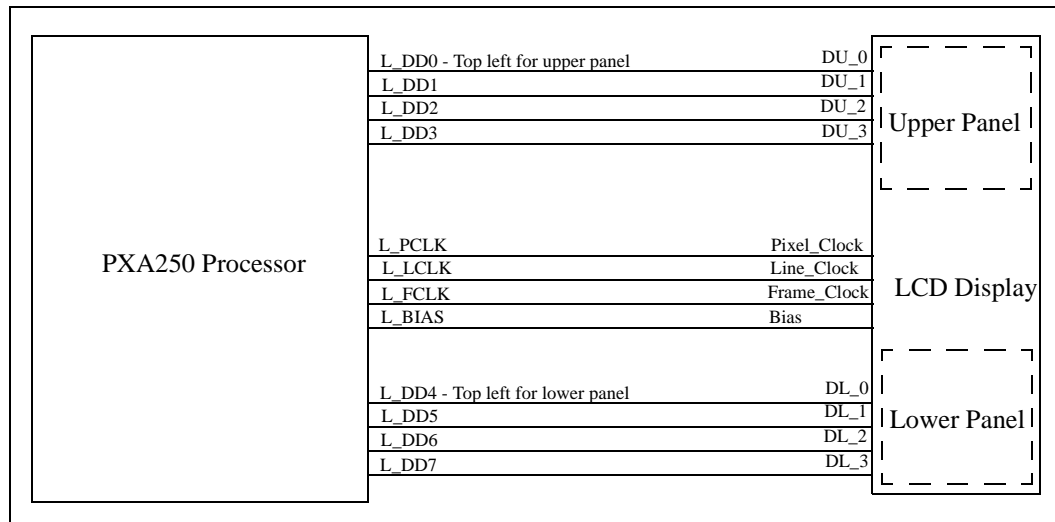 L_DD0 - Top left for upper panel DU_0
L_DD1 DU_1
L_DD2 DU_2
L_DD3 DU_3
Upper Panel
PXA250 Processor
L_PCLK Pixel_Clock
L_LCLK Line_Clock
L_FCLK Frame_Clock
L_BIAS Bias
LCD Display
L_DD4 - Top left for lower panel DL_0
L_DD5 DL_1
L_DD6 DL_2
L_DD7 DL_3
Lower Panel